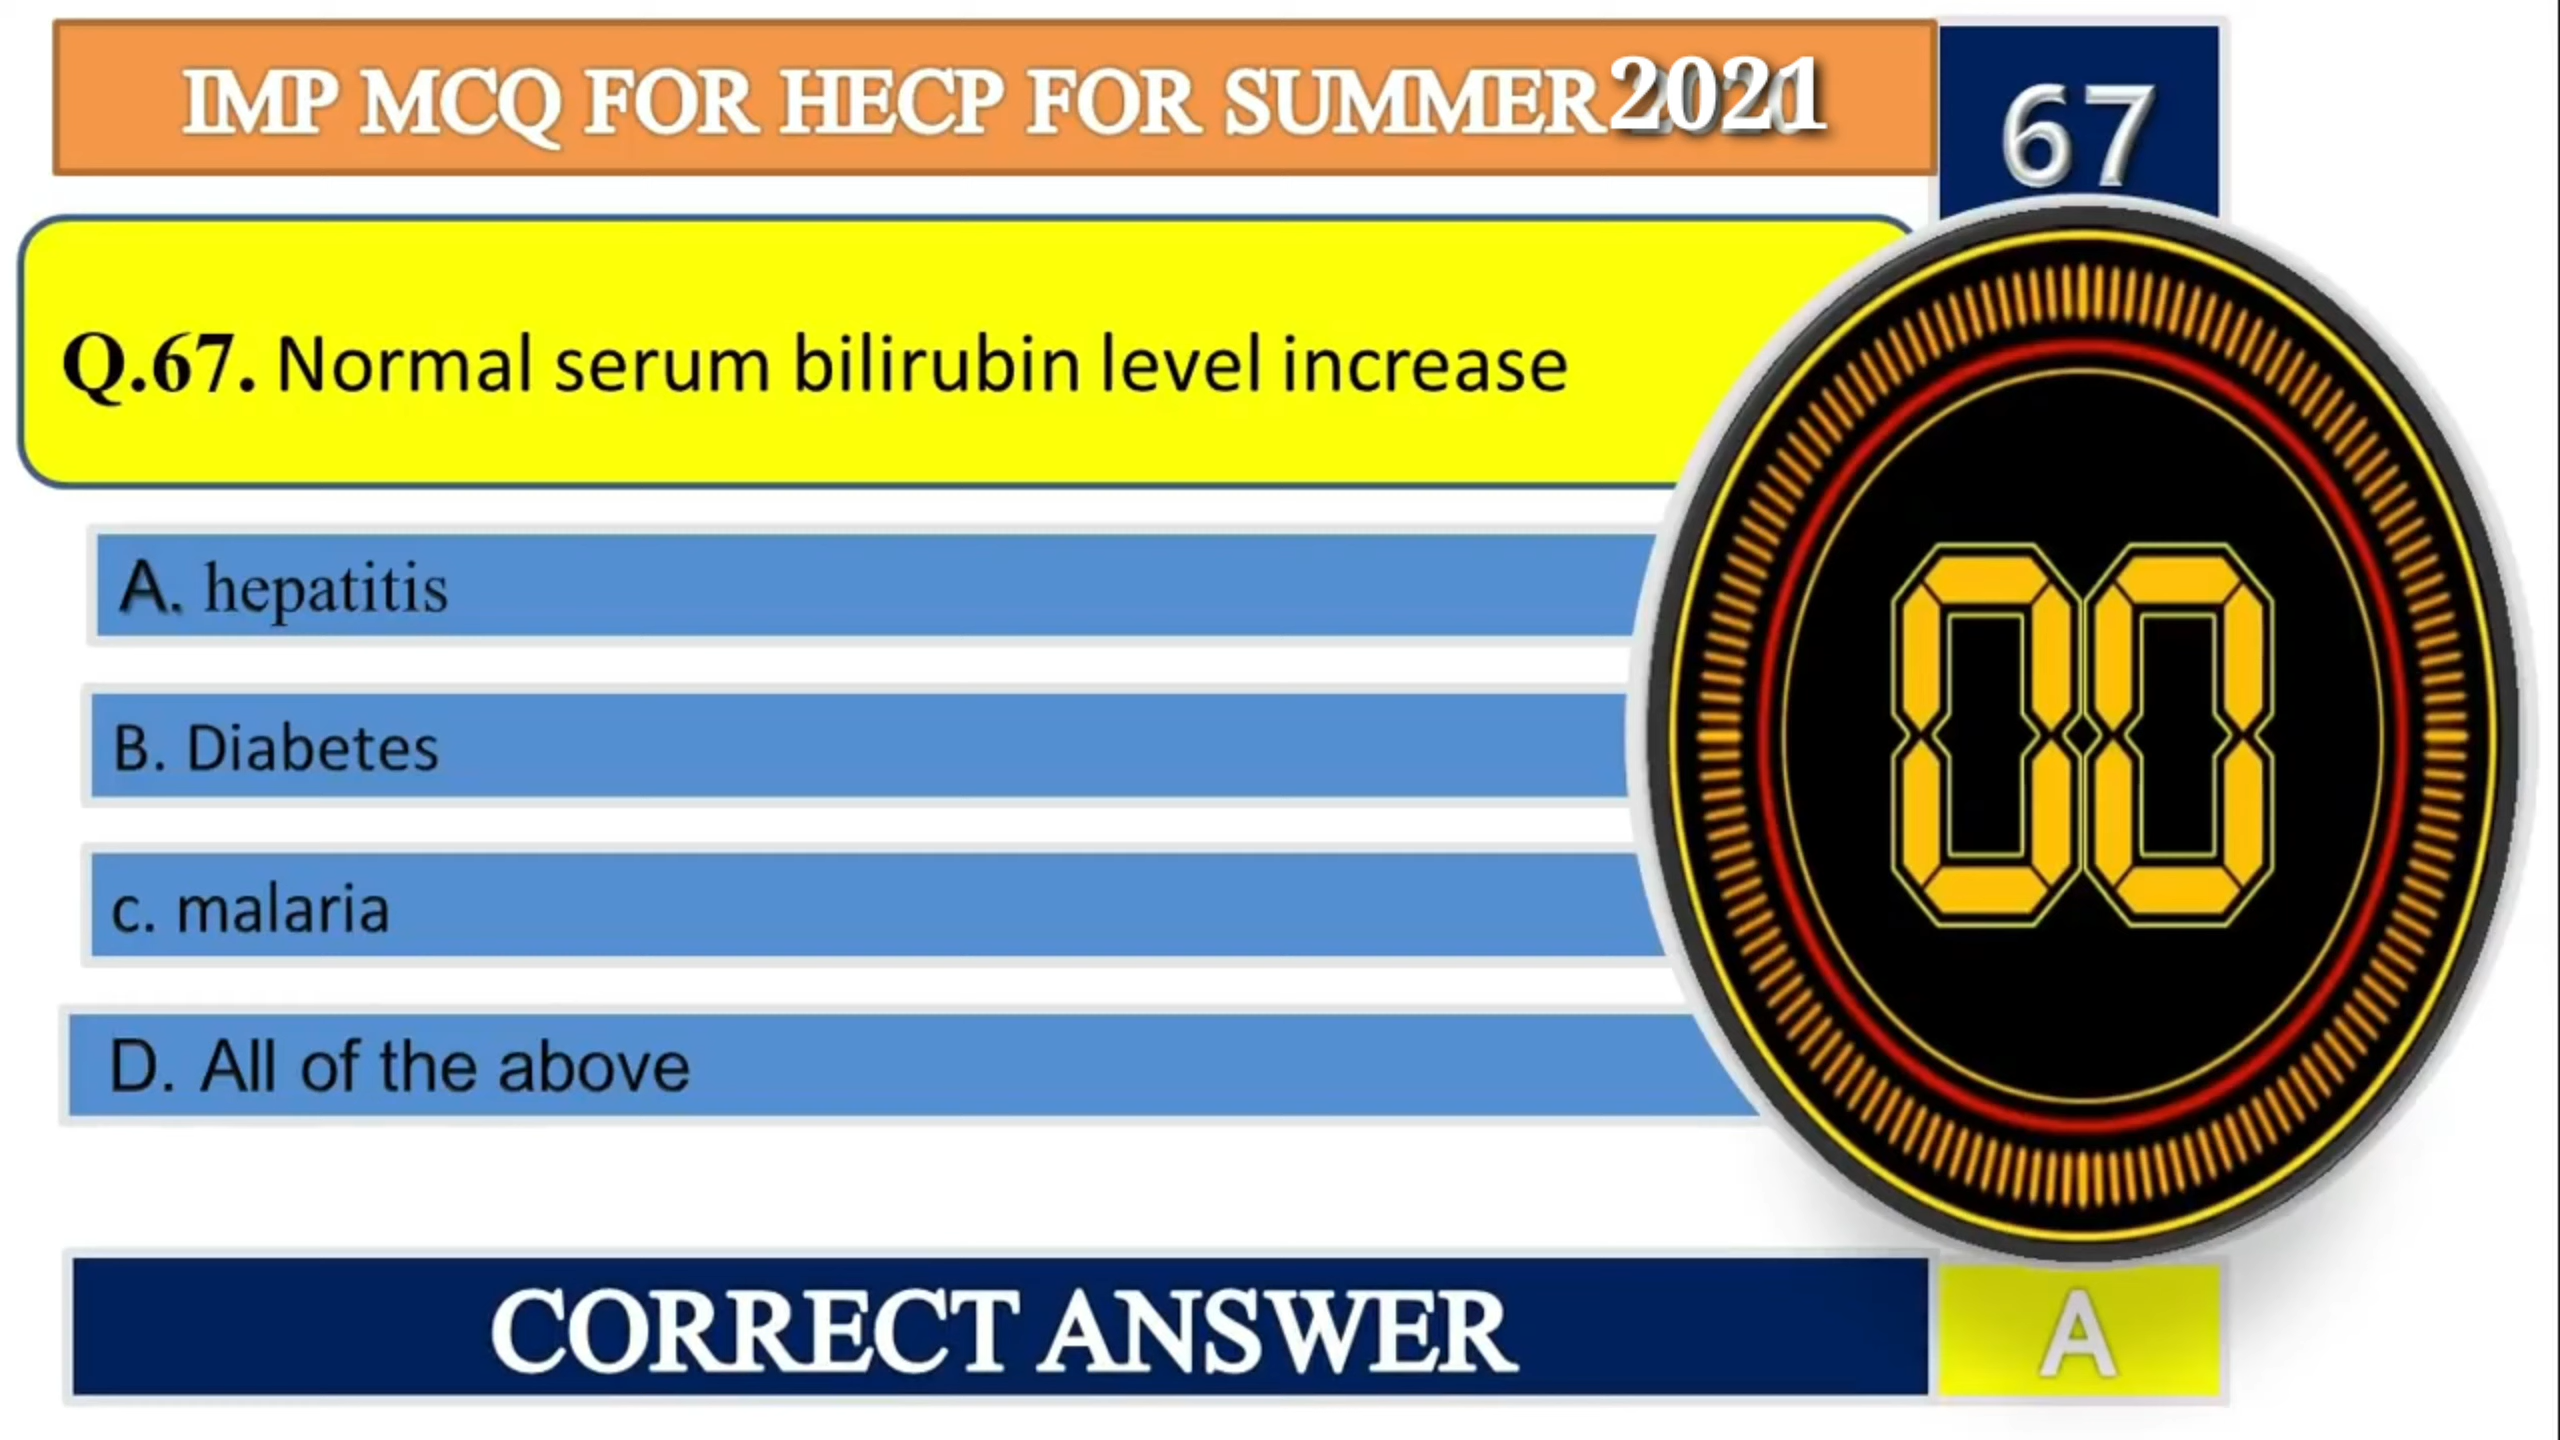 IMP MCQ FOR HECP FOR SUMMER 2021
67
Q.67. Normal serum bilirubin level increase
A. hepatitis
B. Diabetes
c. malaria
D. All of the above
00
CORRECT ANSWER
A